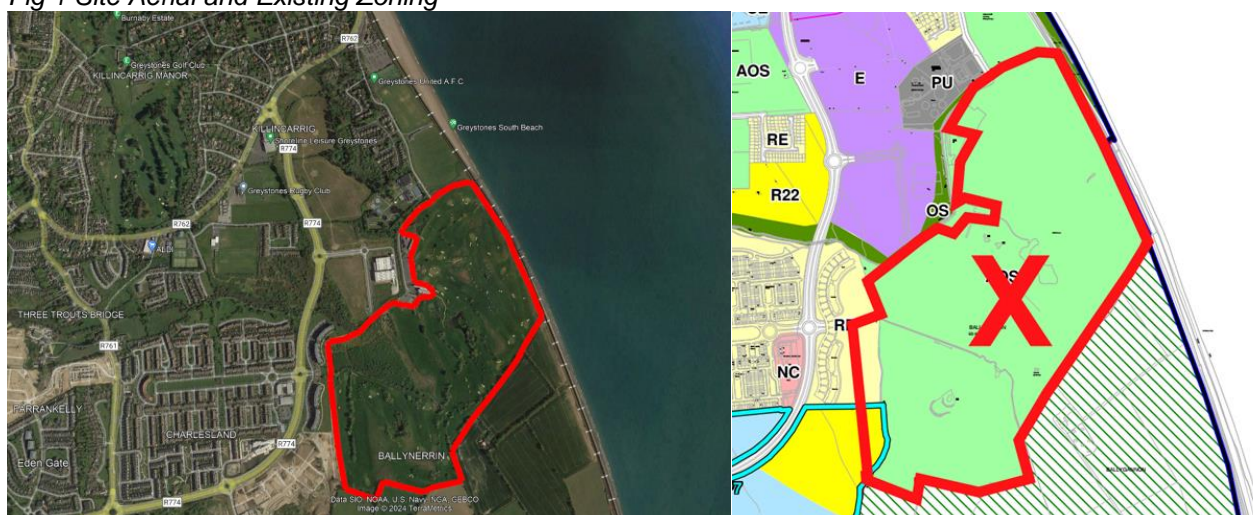 Fig 1 Site Aerial and Existing Zoning
Burnaby Estate
R762
Greystones Golf Club
KILLINCARRIG MANOR
Greystones United A F C
Greystones South Beach
KILLINCARRIG
Shoreline Leisure Greystones
R774
Greystones Rugby Club
R762
R774
ALDI
THREE TROUTS BRIDGE
R761
CHARLESLAND
R774
Eden Gate
BALLYNERRIN
Data SIO, NOAA, U.S. Navy, NGA, GEBCO
Image © 2024 TerraMetrics
AOS
E
PU
RE
R22
OS
X
NC